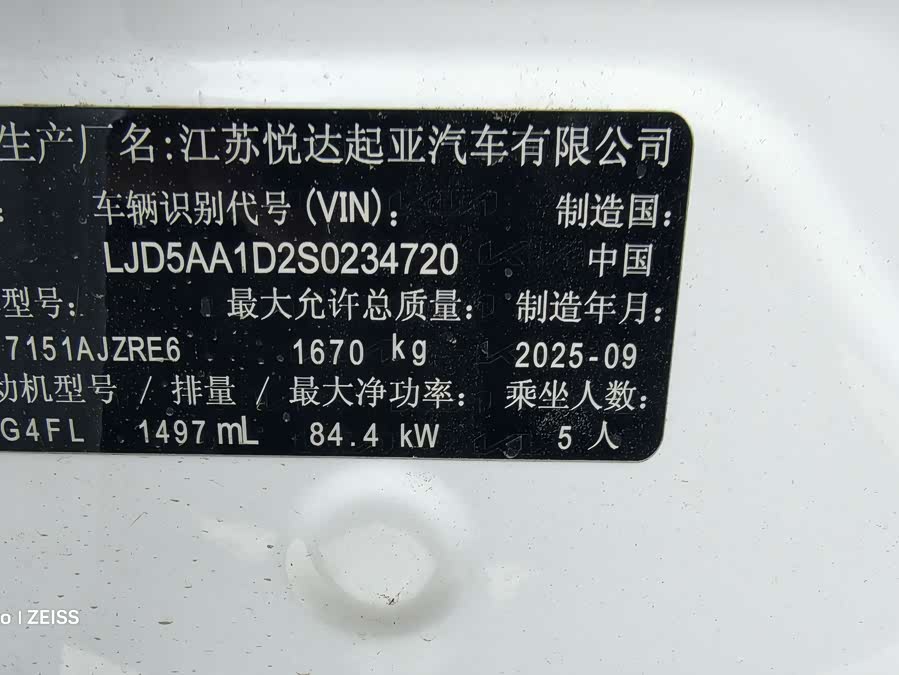 生产厂名:江苏悦达起亚汽车有限公司
: 车辆识别代号(VIN): 制造国:
LJD5AA1D2S0234720 中国
型号: 最大允许总质量: 制造年月:
7151AJZRE6 1670 kg 2025-09
动机型号 / 排量 / 最大净功率: 乘坐人数:
G4FL 1497 mL 84.4 kW 5 人
o | ZEISS